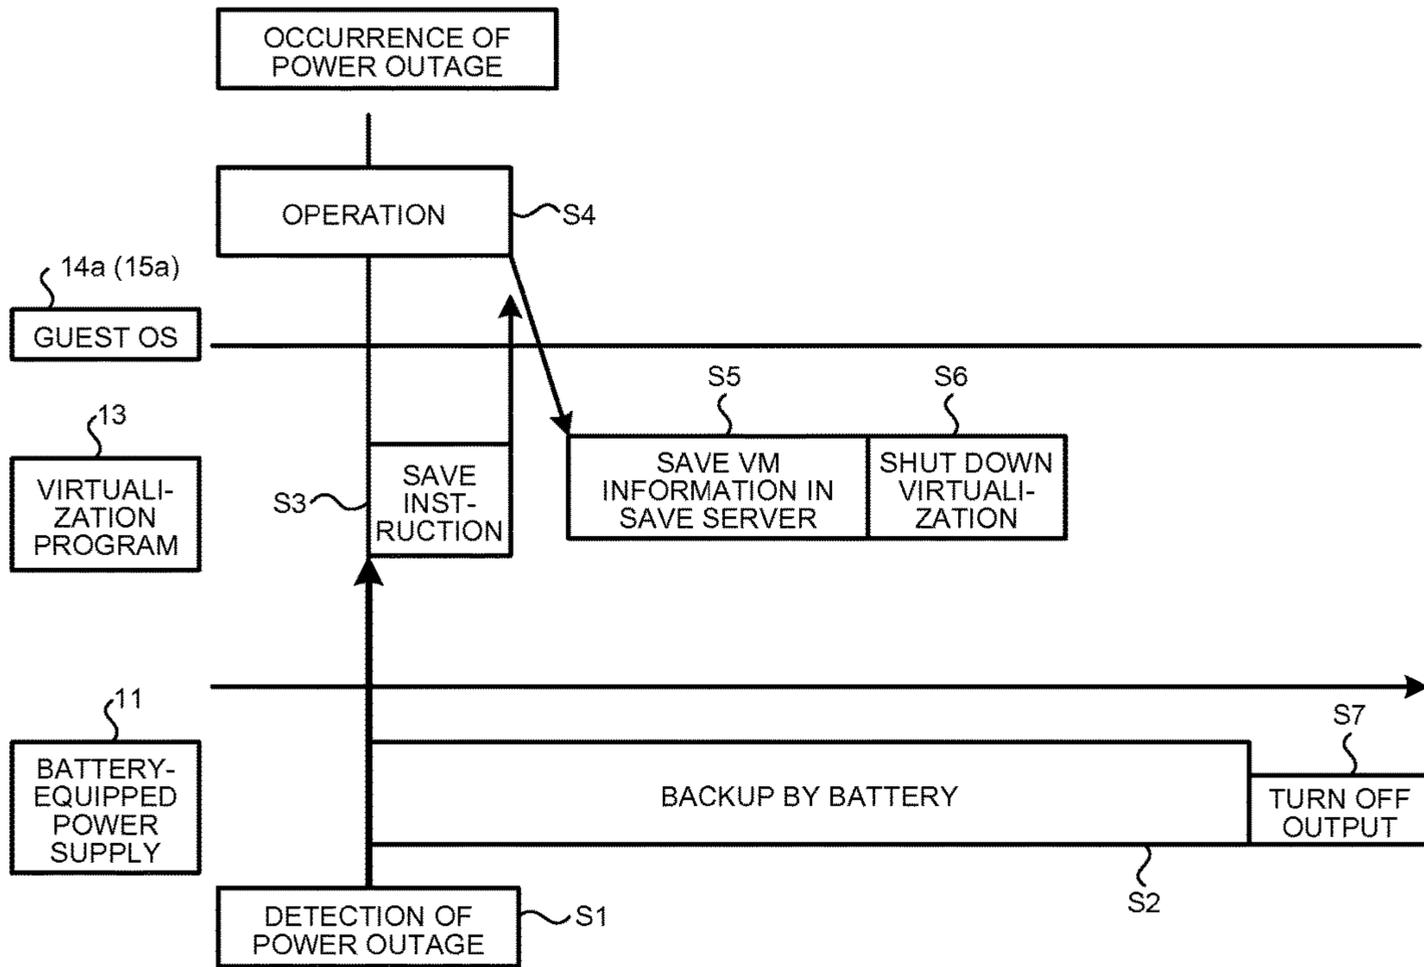 OCCURRENCE OF
POWER OUTAGE
OPERATION
S4
14a (15a)
GUEST OS
13
VIRTUALI-
ZATION
PROGRAM
S3
SAVE
INST-
RUCTION
S5
SAVE VM
INFORMATION IN
SAVE SERVER
S6
SHUT DOWN
VIRTUALI-
ZATION
11
BATTERY-
EQUIPPED
POWER
SUPPLY
BACKUP BY BATTERY
S2
S7
TURN OFF
OUTPUT
DETECTION OF
POWER OUTAGE
S1